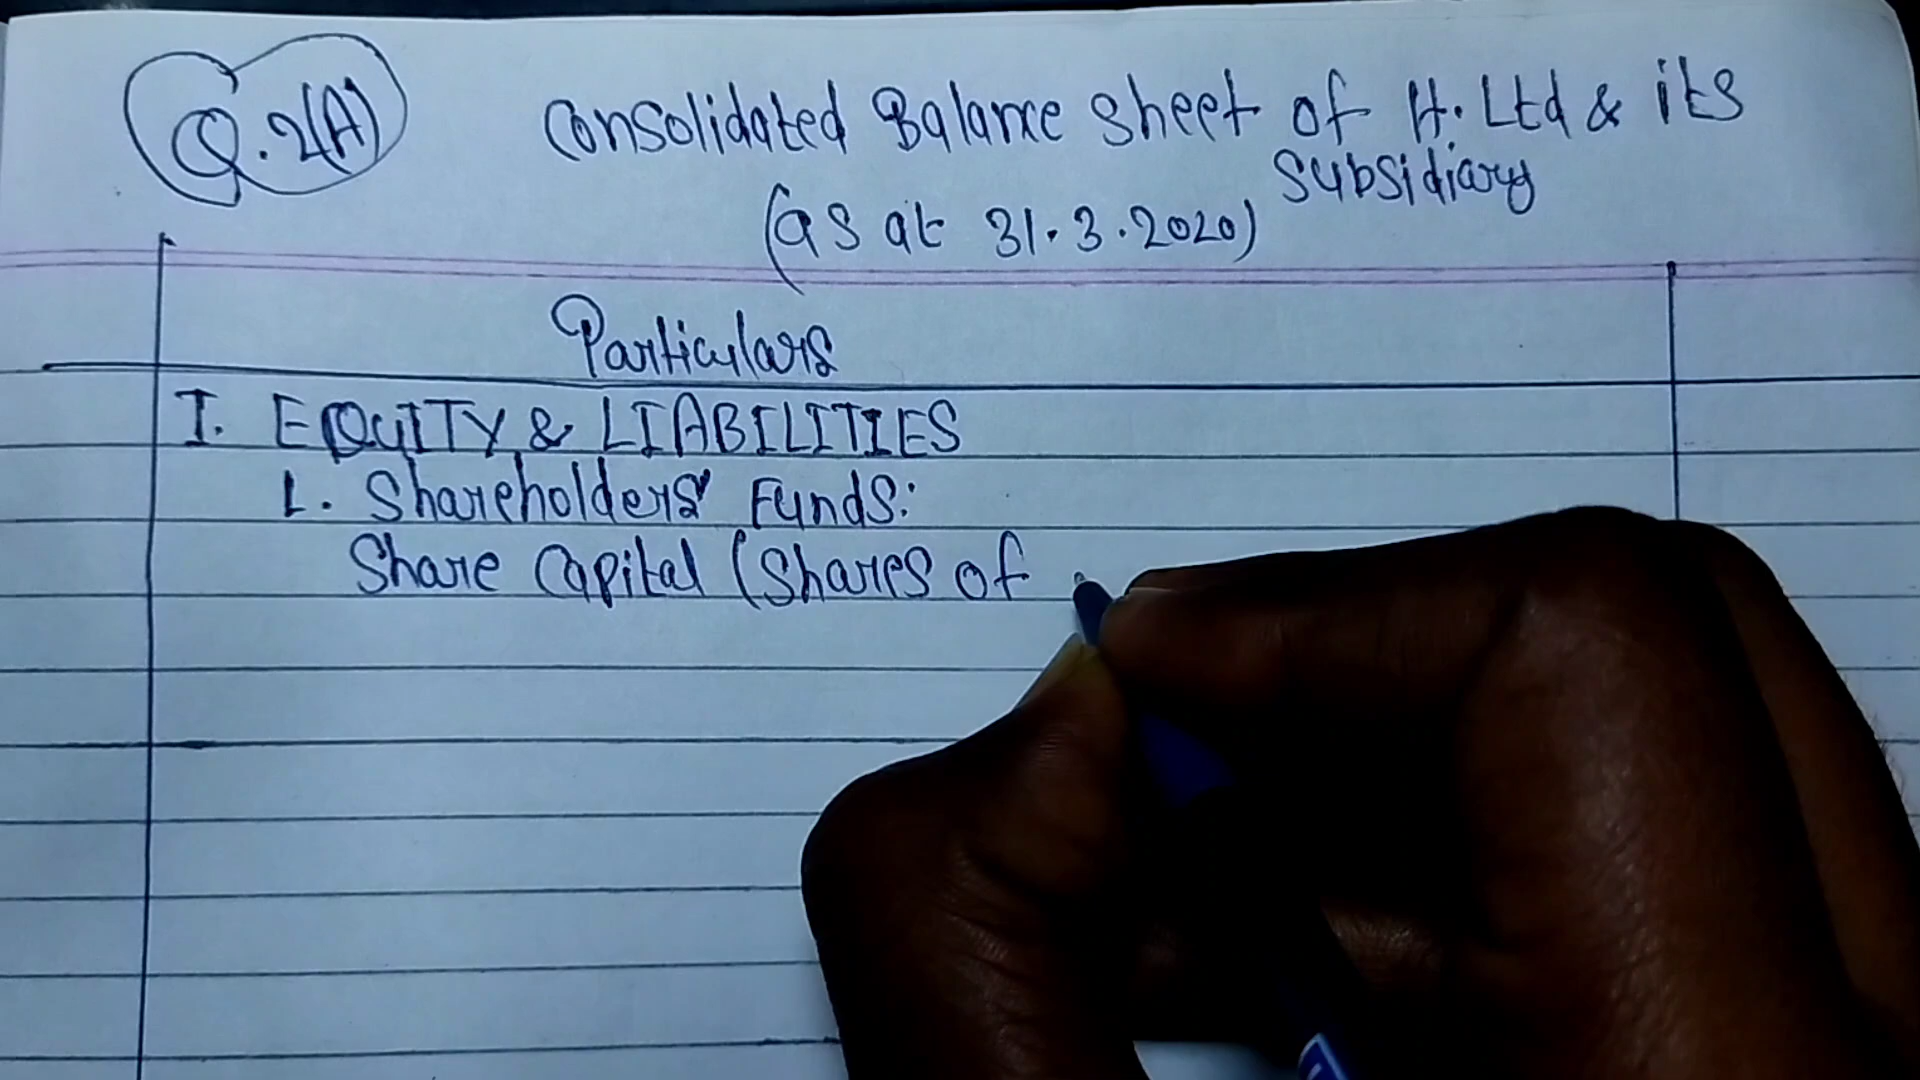 Q. 2(A) Consolidated Balance Sheet of H. Ltd & its
Subsidiary
(as at 31.3.2020)
Particulars
I. EQUITY & LIABILITIES
1. Shareholders' Funds:
Share Capital (Shares of